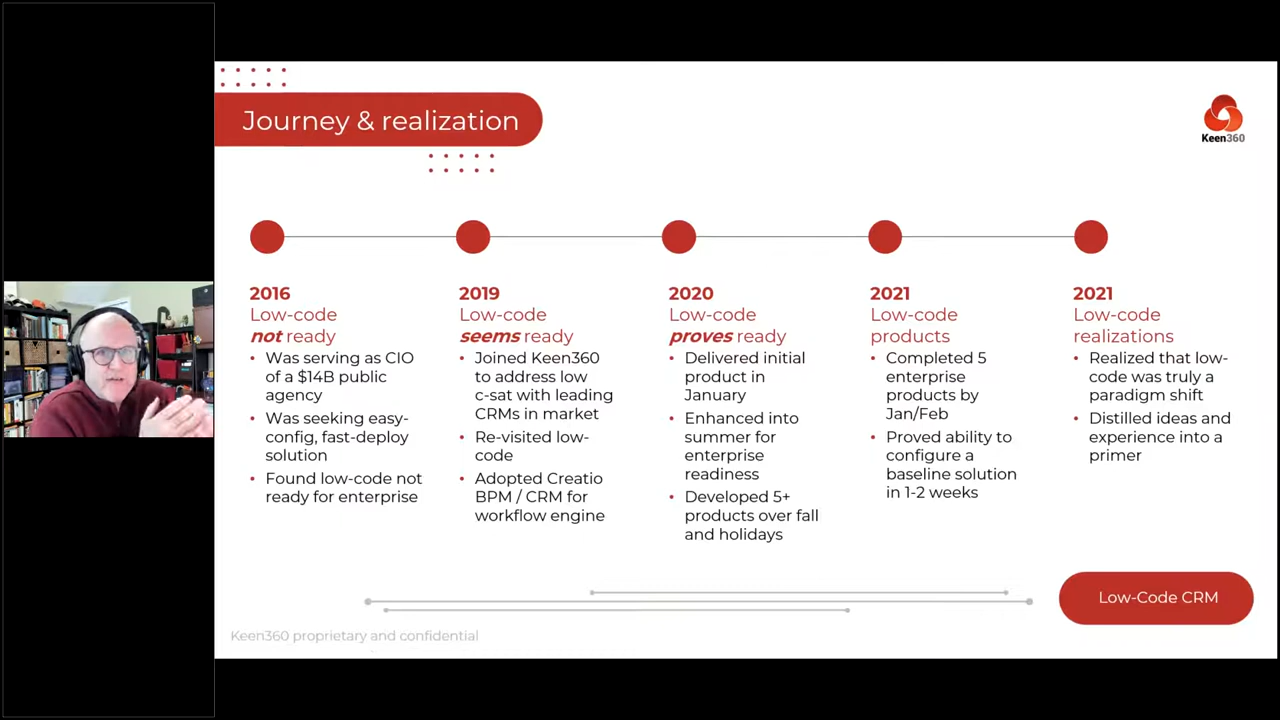 Journey & realization
Keen360
2016
Low-code
not ready
• Was serving as CIO
of a $14B public
agency
• Was seeking easy-
config, fast-deploy
solution
• Found low-code not
ready for enterprise
2019
Low-code
seems ready
• Joined Keen360
to address low
c-sat with leading
CRMs in market
• Re-visited low-
code
• Adopted Creatio
BPM / CRM for
workflow engine
2020
Low-code
proves ready
• Delivered initial
product in
January
• Enhanced into
summer for
enterprise
readiness
• Developed 5+
products over fall
and holidays
2021
Low-code
products
• Completed 5
enterprise
products by
Jan/Feb
• Proved ability to
configure a
baseline solution
in 1-2 weeks
2021
Low-code
realizations
• Realized that low-
code was truly a
paradigm shift
• Distilled ideas and
experience into a
primer
Low-Code CRM
Keen360 proprietary and confidential